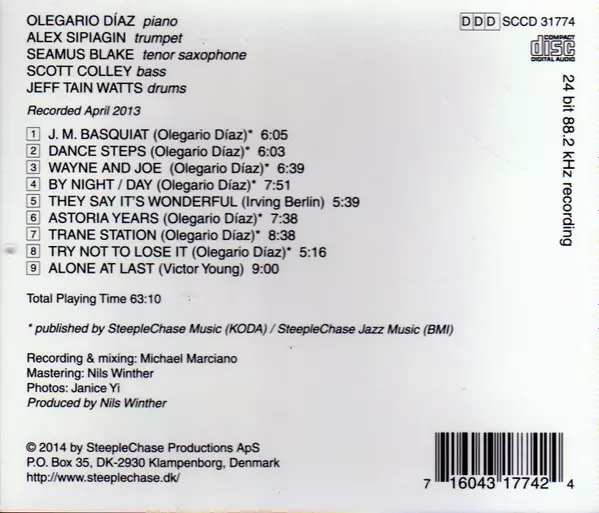 OLEGARIO DÍAZ piano
ALEX SIPIAGIN trumpet
SEAMUS BLAKE tenor saxophone
SCOTT COLLEY bass
JEFF TAIN WATTS drums
Recorded April 2013
DDD SCCD 31774
COMPACT
disc
DIGITAL AUDIO
24 bit 88.2 kHz recording
1 J. M. BASQUIAT (Olegario Díaz)* 6:05
2 DANCE STEPS (Olegario Díaz)* 6:03
3 WAYNE AND JOE (Olegario Díaz)* 6:39
4 BY NIGHT / DAY (Olegario Díaz)* 7:51
5 THEY SAY IT'S WONDERFUL (Irving Berlin) 5:39
6 ASTORIA YEARS (Olegario Díaz)* 7:38
7 TRANE STATION (Olegario Díaz)* 8:38
8 TRY NOT TO LOSE IT (Olegario Díaz)* 5:16
9 ALONE AT LAST (Victor Young) 9:00
Total Playing Time 63:10
* published by SteepleChase Music (KODA) / SteepleChase Jazz Music (BMI)
Recording & mixing: Michael Marciano
Mastering: Nils Winther
Photos: Janice Yi
Produced by Nils Winther
© 2014 by SteepleChase Productions ApS
P.O. Box 35, DK-2930 Klampenborg, Denmark
http://www.steeplechase.dk/
7 16043 17742 4